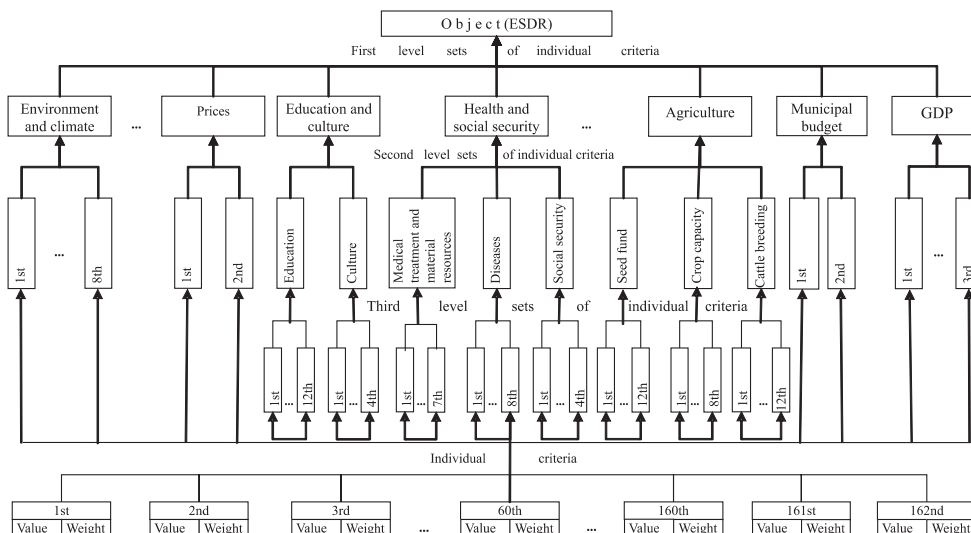 O b j e c t (ESDR)
First level sets of individual criteria
Environment and climate
...
Prices
Education and culture
Health and social security
...
Agriculture
Municipal budget
GDP
Second level sets of individual criteria
1st
...
8th
1st
2nd
Education
Culture
Medical treatment and material resources
Diseases
Social security
Seed fund
Crop capacity
Cattle breeding
1st
2nd
1st
...
3rd
Third level sets of individual criteria
1st ... 12th
1st ... 4th
1st ... 7th
1st ... 8th
1st ... 4th
1st ... 12th
1st ... 8th
1st ... 12th
Individual criteria
1st
Value Weight
2nd
Value Weight
3rd
Value Weight
...
60th
Value Weight
...
160th
Value Weight
161st
Value Weight
162nd
Value Weight